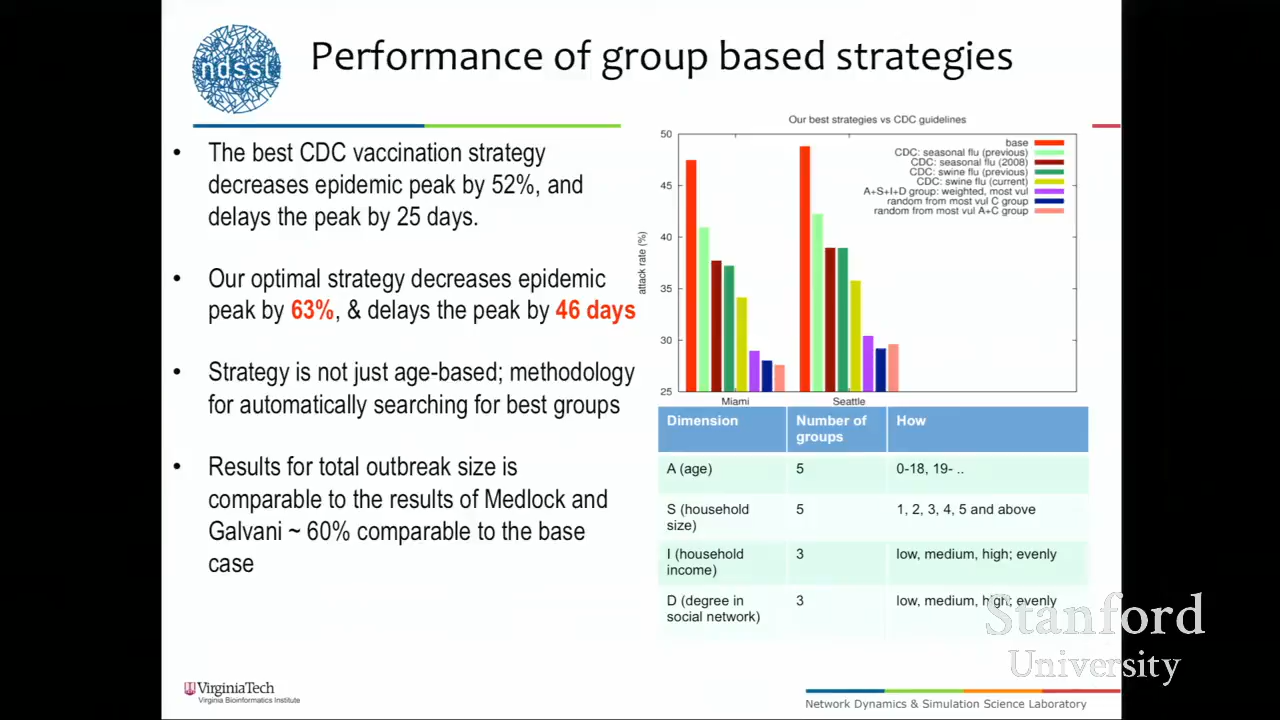 ndssl
Performance of group based strategies
• The best CDC vaccination strategy
decreases epidemic peak by 52%, and
delays the peak by 25 days.
• Our optimal strategy decreases epidemic
peak by 63%, & delays the peak by 46 days
• Strategy is not just age-based; methodology
for automatically searching for best groups
• Results for total outbreak size is
comparable to the results of Medlock and
Galvani ~ 60% comparable to the base
case
Our best strategies vs CDC guidelines
50
45
40
35
30
25
attack rate (%)
base
CDC: seasonal flu (previous)
CDC: seasonal flu (2008)
CDC: swine flu (previous)
CDC: swine flu (current)
A+S+I+D group: weighted, most vul
random from most vul C group
random from most vul A+C group
Miami Seattle
Dimension Number of groups How
A (age) 5 0-18, 19- ..
S (household size) 5 1, 2, 3, 4, 5 and above
I (household income) 3 low, medium, high; evenly
D (degree in social network) 3 low, medium, high; evenly
Stanford
University
VirginiaTech
Virginia Bioinformatics Institute
Network Dynamics & Simulation Science Laboratory